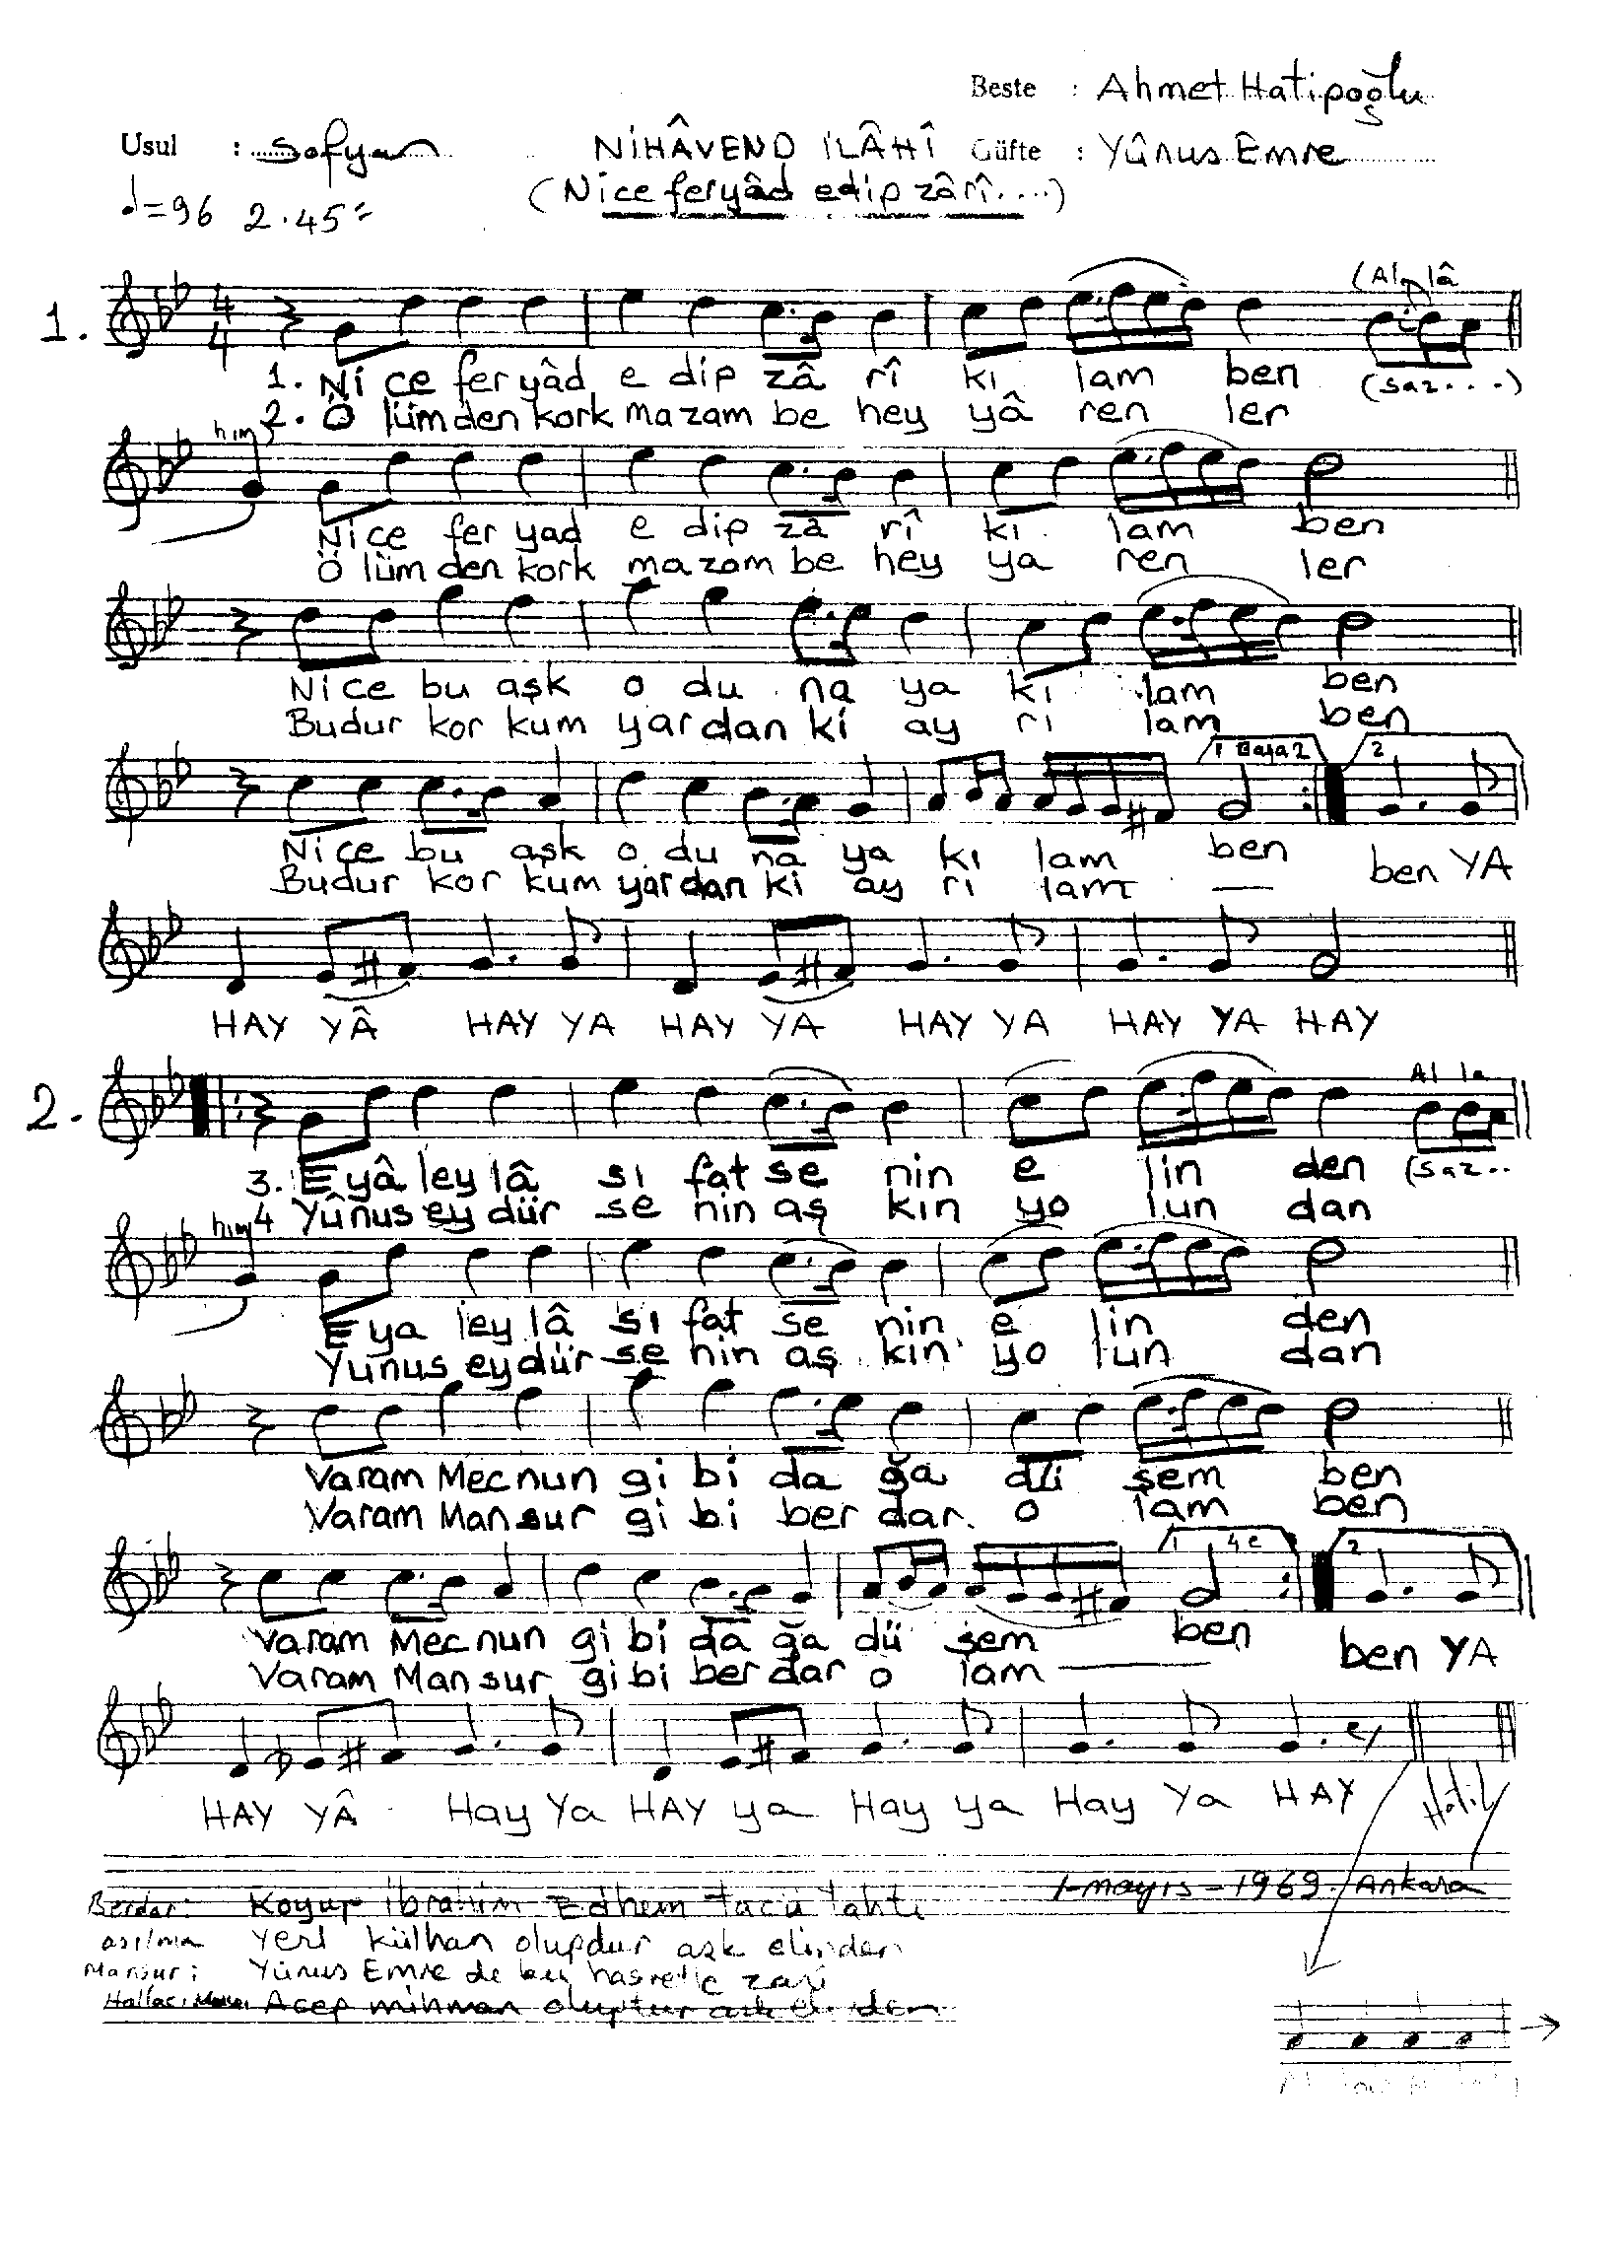 Beste : Ahmet Hatipoğlu
Usul : Sofyan NİHÂVEND İLÂHÎ Güfte : Yûnus Emre
(Nice feryâd edip zârî....)
=96 2.45"
4
4
(Al lâ
1.
1. Ni ce fer yâd e dip zâ rî kı lam ben (saz...)
2. Ö lüm den kork ma zam be hey yâ ren ler
him
Ni ce fer yad e dip za rî kı lam ben
Ö lüm den kork ma zam be hey ya ren ler
Ni ce bu aşk o du na ya kı lam ben
Budur kor kum yar dan ki ay rı lam ben
1 Başa 2 2
Ni ce bu aşk o du na ya kı lam ben ben YA
Budur kor kum yar dan ki ay rı lam
HAY YÂ HAY YA HAY YA HAY YA HAY YA HAY
2.
Al la
3. E yâ ley lâ sı fat se nin e lin den (saz..
4 Yûnus ey dür se nin aş kın yo lun dan
him
E ya ley lâ sı fat se nin e lin den
Yunus ey dür se nin aş kın yo lun dan
Varam Mecnun gi bi da ğa dü şem ben
Varam Mansur gi bi ber dar o lam ben
1 2
Varam Mecnun gi bi da ğa dü şem ben ben YA
Varam Mansur gi bi ber dar o lam
HAY YÂ Hay Ya HAY ya Hay ya Hay Ya HAY
1-mayıs-1969. Ankara
Berdar: Koyup İbrahim Edhem tacü tahtı
asılma Yeri külhan olupdur aşk elinden
Mansur: Yûnus Emre de bu hasretle zarî
Hallacı Acep mihman oluptur aşk elinden